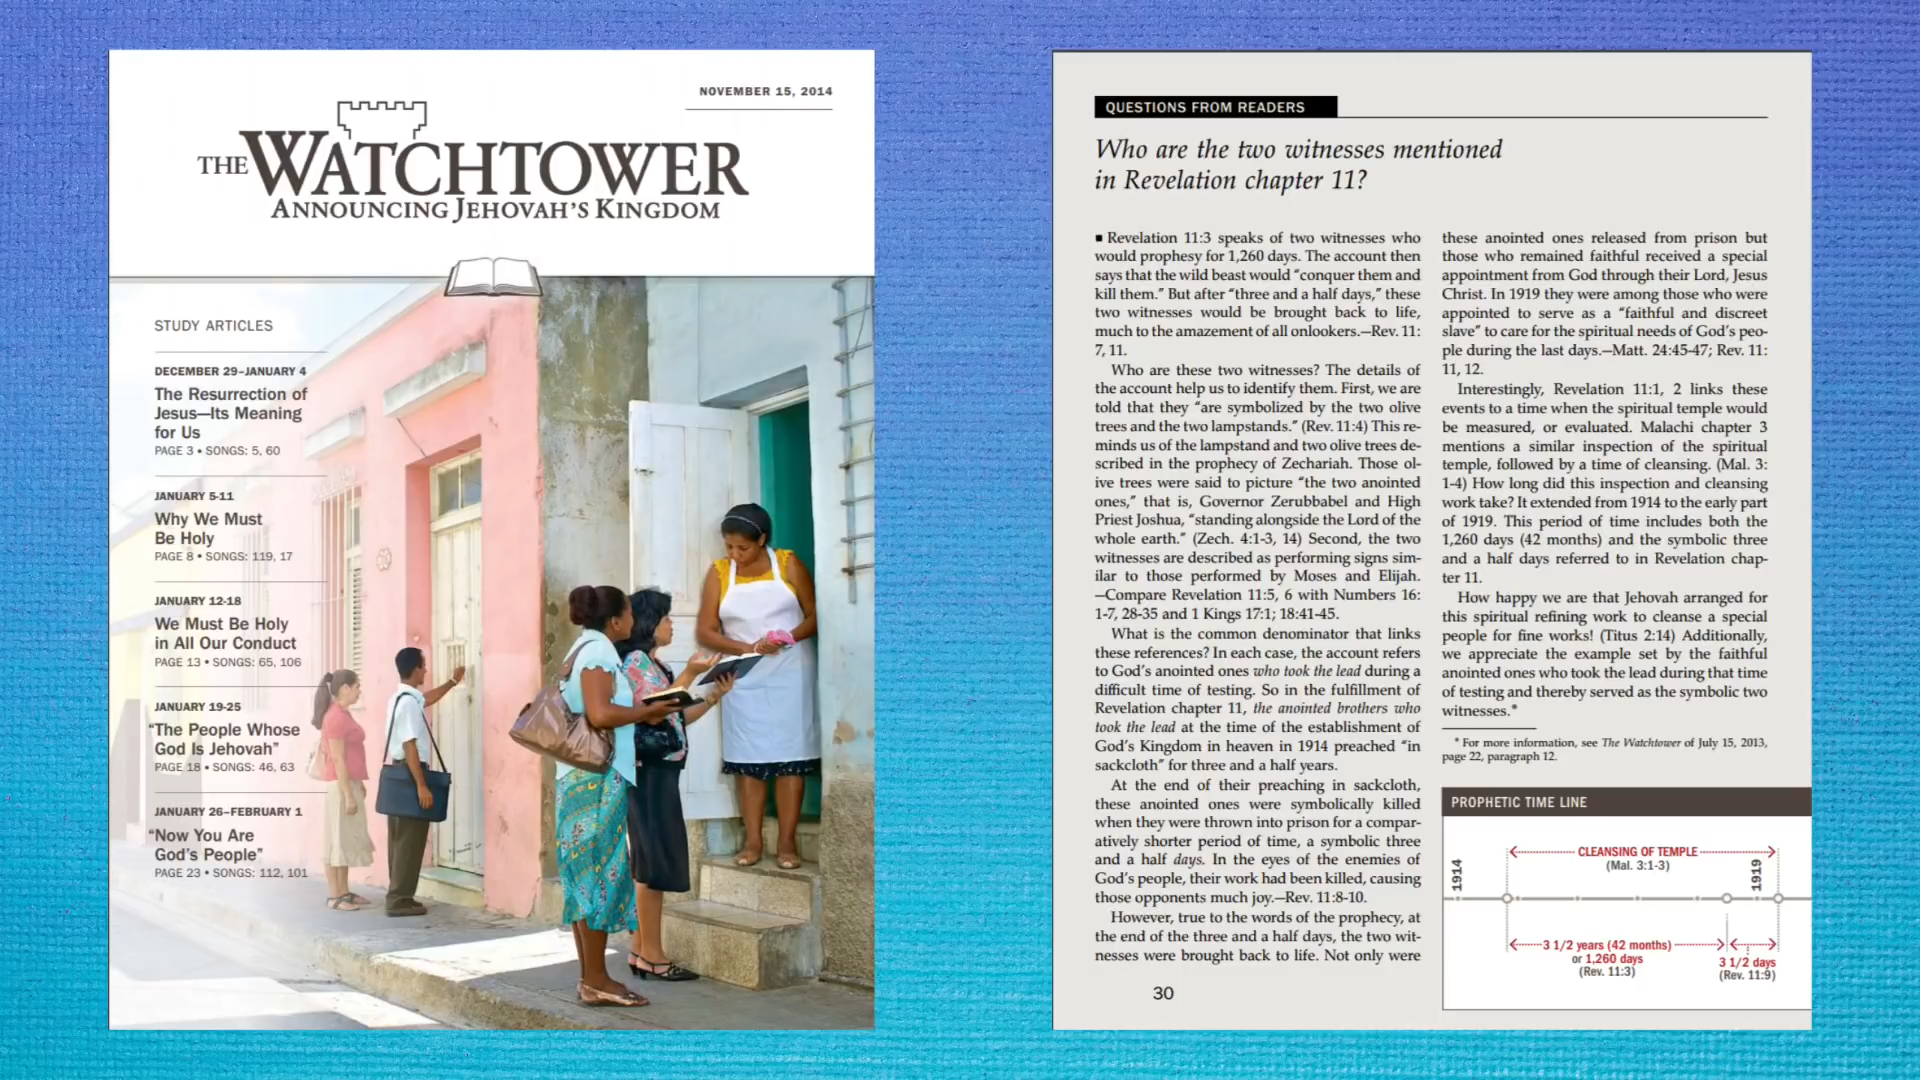 NOVEMBER 15, 2014
THE WATCHTOWER
ANNOUNCING JEHOVAH'S KINGDOM
STUDY ARTICLES
DECEMBER 29–JANUARY 4
The Resurrection of
Jesus—Its Meaning
for Us
PAGE 3 • SONGS: 5, 60
JANUARY 5-11
Why We Must
Be Holy
PAGE 8 • SONGS: 119, 17
JANUARY 12-18
We Must Be Holy
in All Our Conduct
PAGE 13 • SONGS: 65, 106
JANUARY 19-25
“The People Whose
God Is Jehovah”
PAGE 18 • SONGS: 46, 63
JANUARY 26–FEBRUARY 1
“Now You Are
God's People”
PAGE 23 • SONGS: 112, 101
QUESTIONS FROM READERS
Who are the two witnesses mentioned
in Revelation chapter 11?
▪ Revelation 11:3 speaks of two witnesses who
would prophesy for 1,260 days. The account then
says that the wild beast would “conquer them and
kill them.” But after “three and a half days,” these
two witnesses would be brought back to life,
much to the amazement of all onlookers.—Rev. 11:
7, 11.
Who are these two witnesses? The details of
the account help us to identify them. First, we are
told that they “are symbolized by the two olive
trees and the two lampstands.” (Rev. 11:4) This re-
minds us of the lampstand and two olive trees de-
scribed in the prophecy of Zechariah. Those ol-
ive trees were said to picture “the two anointed
ones,” that is, Governor Zerubbabel and High
Priest Joshua, “standing alongside the Lord of the
whole earth.” (Zech. 4:1-3, 14) Second, the two
witnesses are described as performing signs sim-
ilar to those performed by Moses and Elijah.
—Compare Revelation 11:5, 6 with Numbers 16:
1-7, 28-35 and 1 Kings 17:1; 18:41-45.
What is the common denominator that links
these references? In each case, the account refers
to God's anointed ones who took the lead during a
difficult time of testing. So in the fulfillment of
Revelation chapter 11, the anointed brothers who
took the lead at the time of the establishment of
God's Kingdom in heaven in 1914 preached “in
sackcloth” for three and a half years.
At the end of their preaching in sackcloth,
these anointed ones were symbolically killed
when they were thrown into prison for a compar-
atively shorter period of time, a symbolic three
and a half days. In the eyes of the enemies of
God's people, their work had been killed, causing
those opponents much joy.—Rev. 11:8-10.
However, true to the words of the prophecy, at
the end of the three and a half days, the two wit-
nesses were brought back to life. Not only were
30
these anointed ones released from prison but
those who remained faithful received a special
appointment from God through their Lord, Jesus
Christ. In 1919 they were among those who were
appointed to serve as a “faithful and discreet
slave” to care for the spiritual needs of God's peo-
ple during the last days.—Matt. 24:45-47; Rev. 11:
11, 12.
Interestingly, Revelation 11:1, 2 links these
events to a time when the spiritual temple would
be measured, or evaluated. Malachi chapter 3
mentions a similar inspection of the spiritual
temple, followed by a time of cleansing. (Mal. 3:
1-4) How long did this inspection and cleansing
work take? It extended from 1914 to the early part
of 1919. This period of time includes both the
1,260 days (42 months) and the symbolic three
and a half days referred to in Revelation chap-
ter 11.
How happy we are that Jehovah arranged for
this spiritual refining work to cleanse a special
people for fine works! (Titus 2:14) Additionally,
we appreciate the example set by the faithful
anointed ones who took the lead during that time
of testing and thereby served as the symbolic two
witnesses.*
* For more information, see The Watchtower of July 15, 2013,
page 22, paragraph 12.
PROPHETIC TIME LINE
1914
CLEANSING OF TEMPLE
(Mal. 3:1-3)
1919
3 1/2 years (42 months)
or 1,260 days
(Rev. 11:3)
3 1/2 days
(Rev. 11:9)